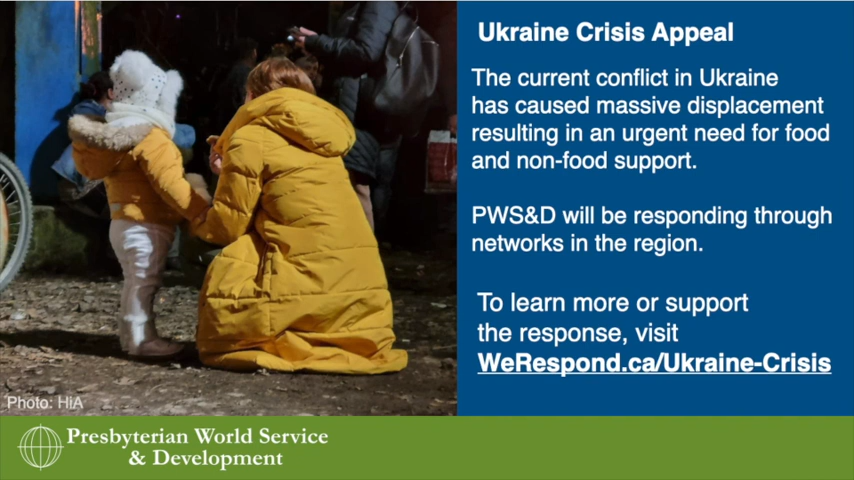 Ukraine Crisis Appeal
The current conflict in Ukraine
has caused massive displacement
resulting in an urgent need for food
and non-food support.
PWS&D will be responding through
networks in the region.
To learn more or support
the response, visit
WeRespond.ca/Ukraine-Crisis
Photo: HiA
Presbyterian World Service
& Development